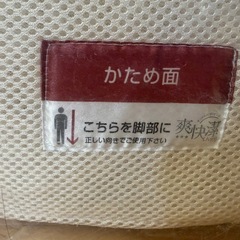 かため面
こちらを脚部に
正しい向きでご使用下さい
爽快潔